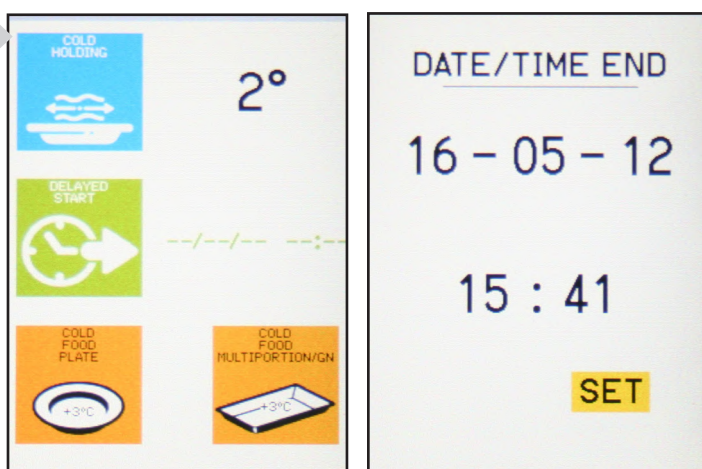 COLD
HOLDING
2°
DELAYED
START
--/--/-- --:--
COLD
FOOD
PLATE
+3°C
COLD
FOOD
MULTIPORTION/GN
+3°C
DATE/TIME END
16 - 05 - 12
15 : 41
SET